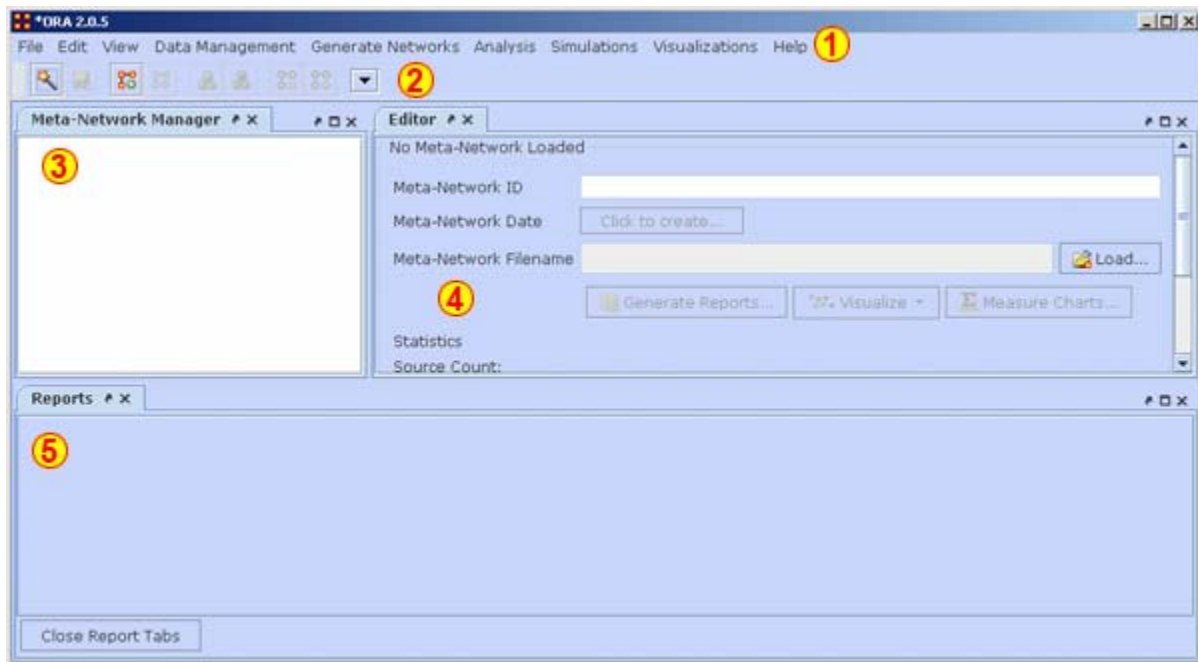 *ORA 2.0.5
File Edit View Data Management Generate Networks Analysis Simulations Visualizations Help 1
2
Meta-Network Manager
Editor
3
No Meta-Network Loaded
Meta-Network ID
Meta-Network Date Click to create...
Meta-Network Filename Load...
4
Generate Reports... Visualize Measure Charts...
Statistics
Source Count:
Reports
5
Close Report Tabs